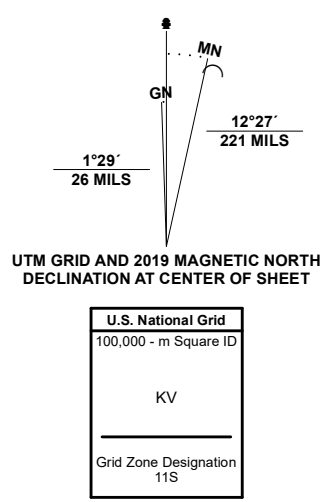 MN
GN
12°27´
221 MILS
1°29´
26 MILS
UTM GRID AND 2019 MAGNETIC NORTH
DECLINATION AT CENTER OF SHEET
U.S. National Grid
100,000 - m Square ID
KV
Grid Zone Designation
11S